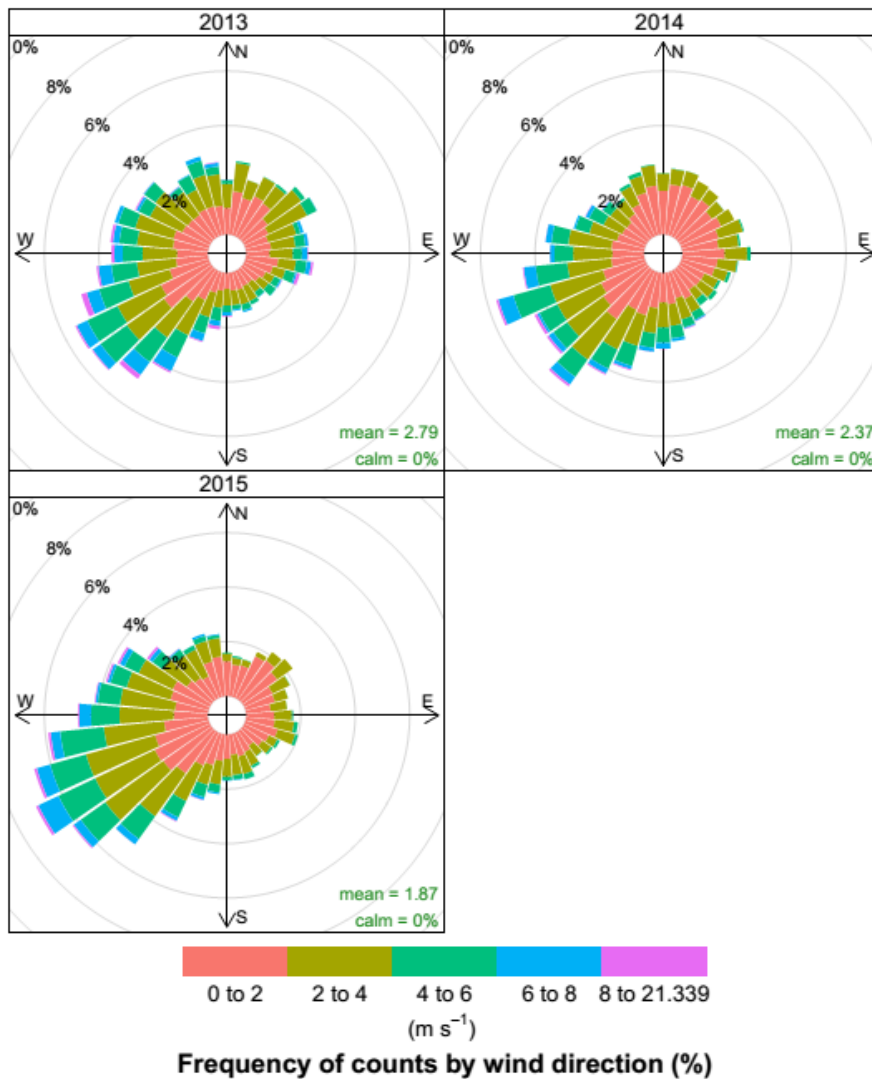 2013
0%
8%
6%
4%
2%
N
W
E
S
mean = 2.79
calm = 0%
2014
10%
8%
6%
4%
2%
N
W
E
S
mean = 2.37
calm = 0%
2015
0%
8%
6%
4%
2%
N
W
E
S
mean = 1.87
calm = 0%
0 to 2 2 to 4 4 to 6 6 to 8 8 to 21.339
(m s⁻¹)
Frequency of counts by wind direction (%)